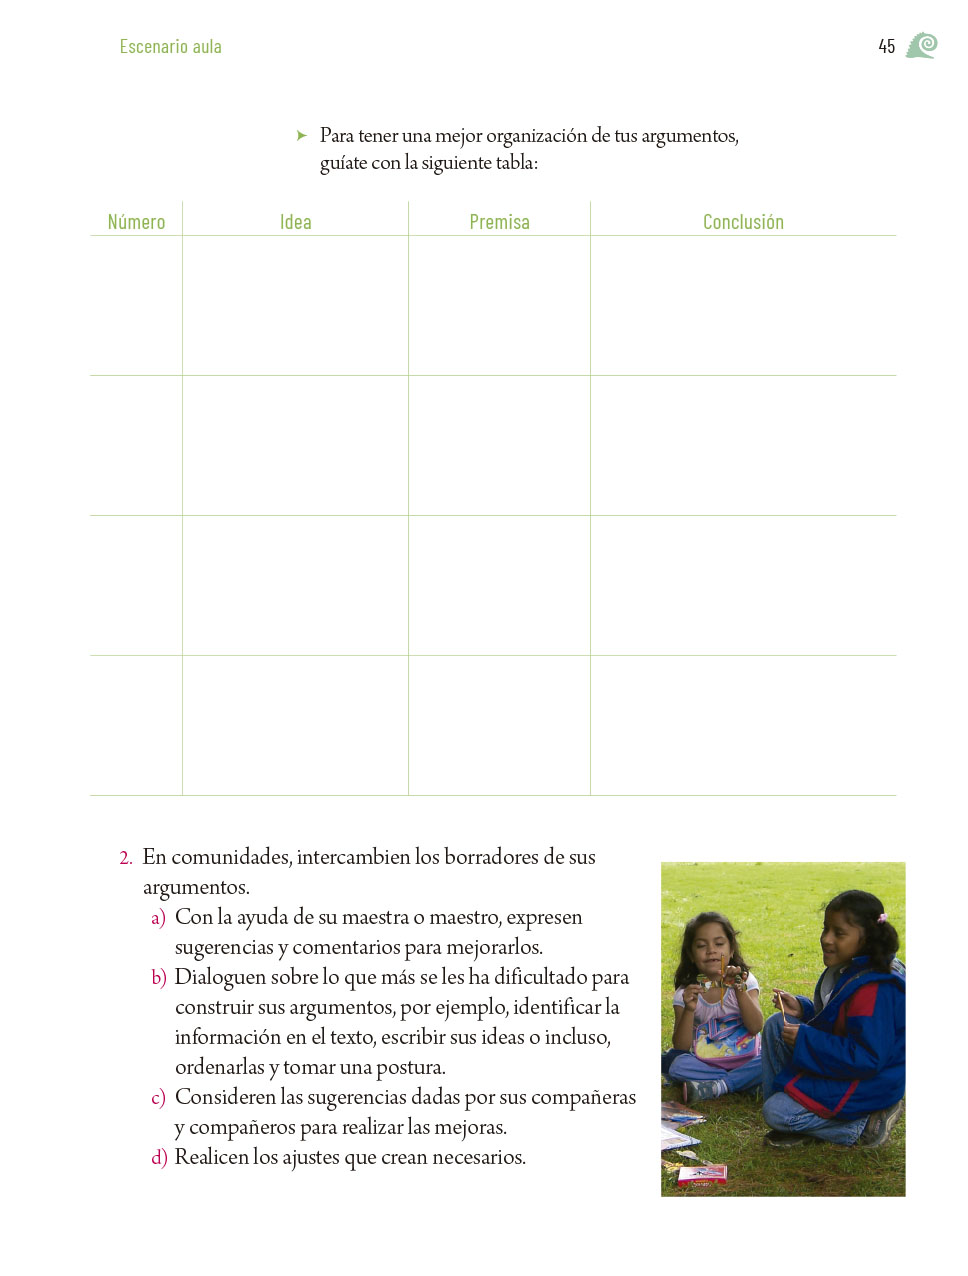 Escenario aula
45
➤ Para tener una mejor organización de tus argumentos,
guíate con la siguiente tabla:
Número Idea Premisa Conclusión
2. En comunidades, intercambien los borradores de sus
argumentos.
a) Con la ayuda de su maestra o maestro, expresen
sugerencias y comentarios para mejorarlos.
b) Dialoguen sobre lo que más se les ha dificultado para
construir sus argumentos, por ejemplo, identificar la
información en el texto, escribir sus ideas o incluso,
ordenarlas y tomar una postura.
c) Consideren las sugerencias dadas por sus compañeras
y compañeros para realizar las mejoras.
d) Realicen los ajustes que crean necesarios.